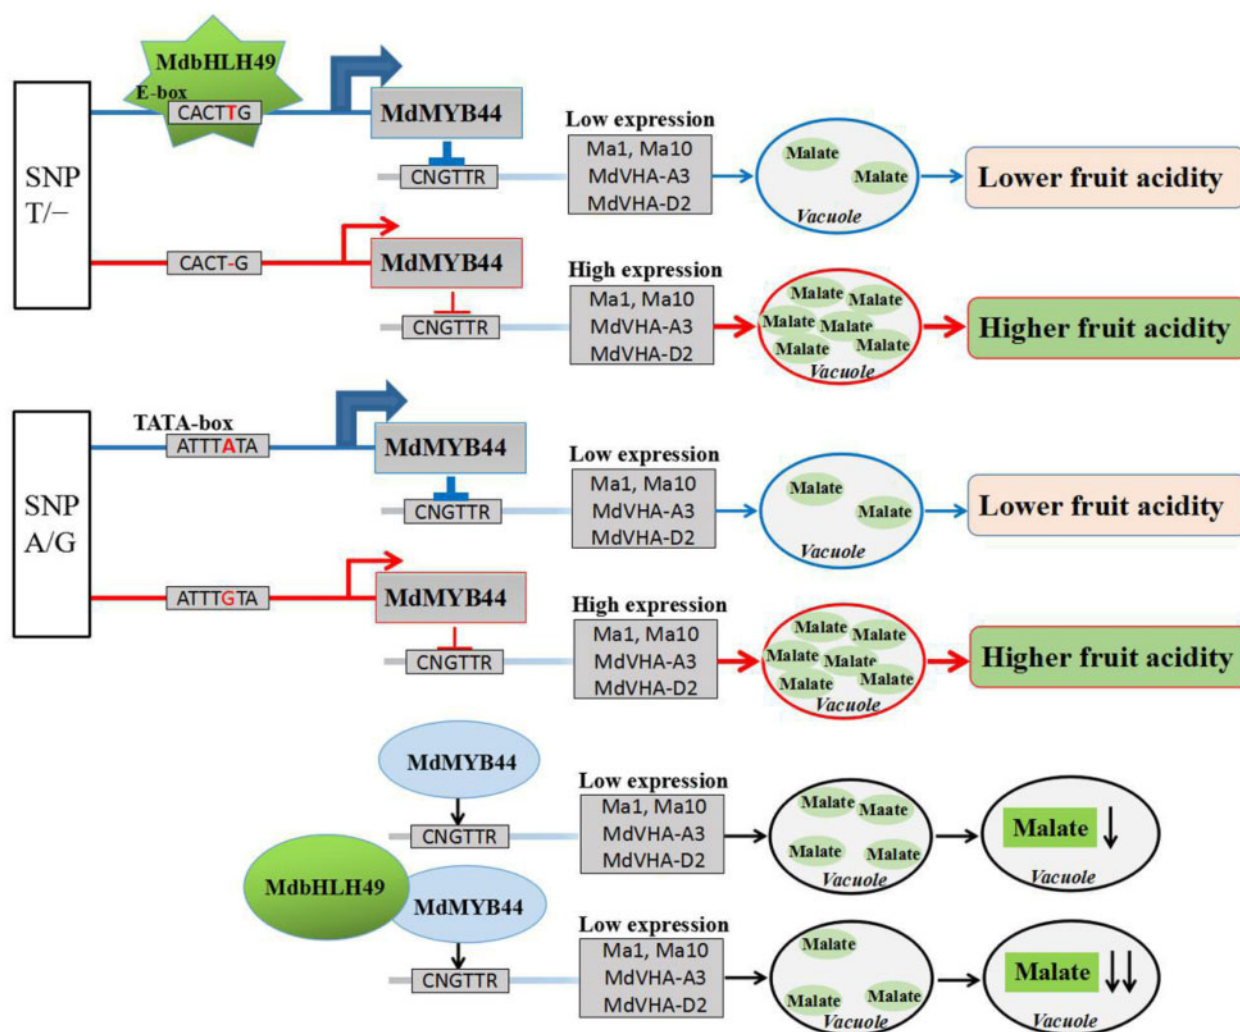 MdbHLH49
E-box
CACTTG
MdMYB44
SNP
T/−
CNGTTR
Low expression
Ma1, Ma10
MdVHA-A3
MdVHA-D2
Malate
Malate
Vacuole
Lower fruit acidity
CACT-G
MdMYB44
CNGTTR
High expression
Ma1, Ma10
MdVHA-A3
MdVHA-D2
Malate
Malate
Malate
Malate
Malate
Malate
Vacuole
Higher fruit acidity
TATA-box
ATTTATA
MdMYB44
SNP
A/G
CNGTTR
Low expression
Ma1, Ma10
MdVHA-A3
MdVHA-D2
Malate
Malate
Vacuole
Lower fruit acidity
ATTTGTA
MdMYB44
CNGTTR
High expression
Ma1, Ma10
MdVHA-A3
MdVHA-D2
Malate
Malate
Malate
Malate
Malate
Malate
Vacuole
Higher fruit acidity
MdMYB44
CNGTTR
Low expression
Ma1, Ma10
MdVHA-A3
MdVHA-D2
Malate
Maate
Malate
Malate
Vacuole
Malate
Vacuole
MdbHLH49
MdMYB44
CNGTTR
Low expression
Ma1, Ma10
MdVHA-A3
MdVHA-D2
Malate
Malate
Malate
Vacuole
Malate
Vacuole